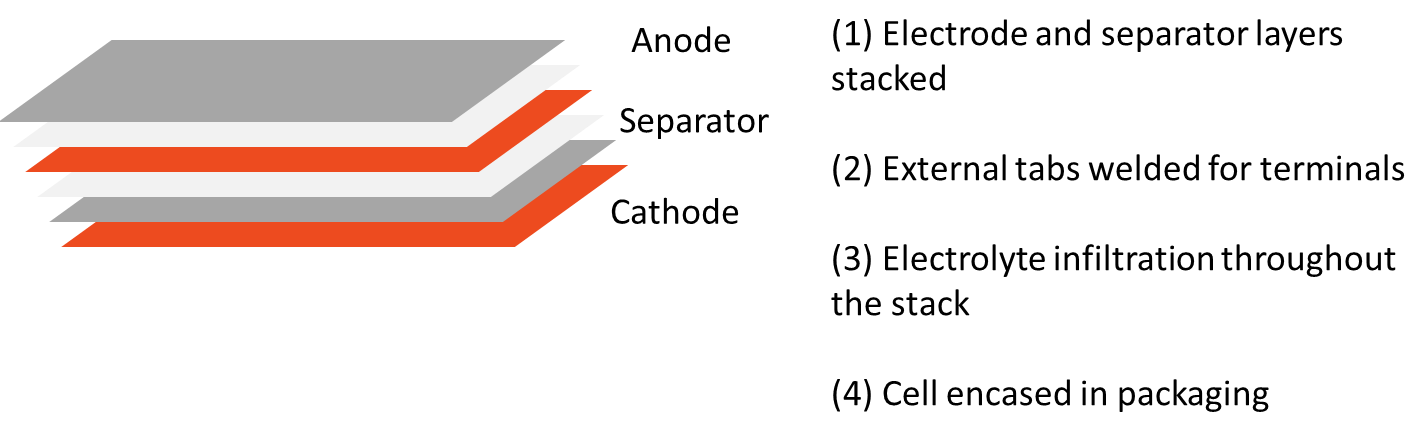 Anode
Separator
Cathode
(1) Electrode and separator layers
stacked
(2) External tabs welded for terminals
(3) Electrolyte infiltration throughout
the stack
(4) Cell encased in packaging